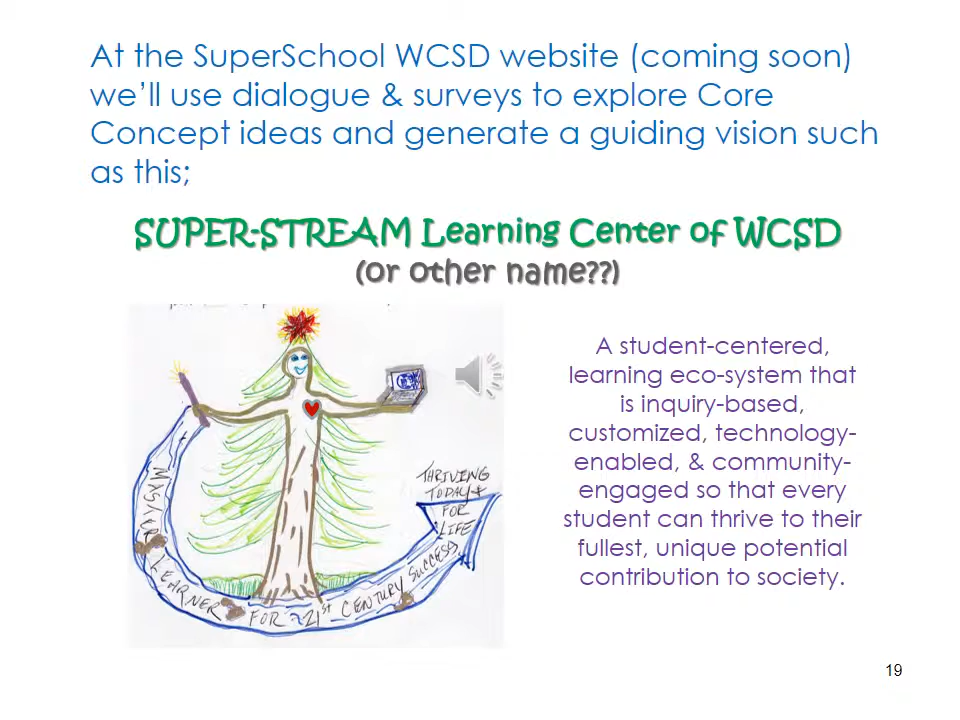 At the SuperSchool WCSD website (coming soon)
we’ll use dialogue & surveys to explore Core
Concept ideas and generate a guiding vision such
as this;
SUPER-STREAM Learning Center of WCSD
(or other name??)
A student-centered,
learning eco-system that
is inquiry-based,
customized, technology-
enabled, & community-
engaged so that every
student can thrive to their
fullest, unique potential
contribution to society.
THRIVING
TODAY &
FOR
LIFE
MASTER LEARNER FOR 21ST CENTURY SUCCESS
19